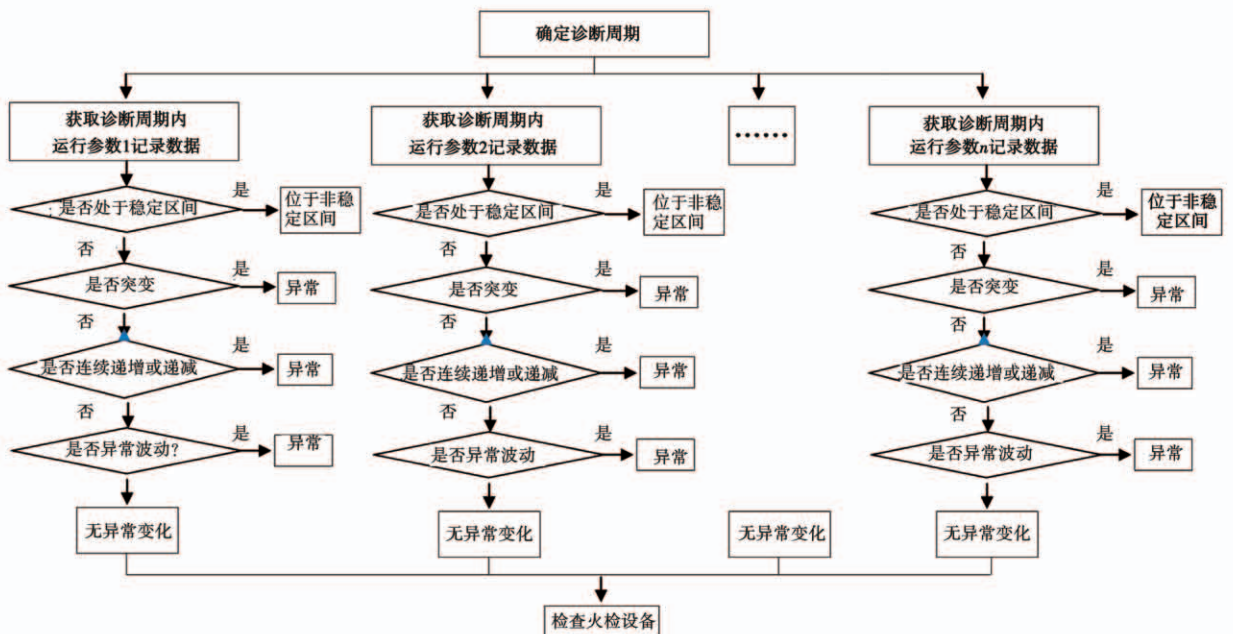 确定诊断周期
获取诊断周期内
运行参数1记录数据
获取诊断周期内
运行参数2记录数据
……
获取诊断周期内
运行参数n记录数据
是否处于稳定区间
是
位于非稳
定区间
是否处于稳定区间
是
位于非稳
定区间
是否处于稳定区间
是
位于非稳
定区间
否
否
否
是否突变
是
异常
是否突变
是
异常
是否突变
是
异常
否
否
否
是否连续递增或递减
是
异常
是否连续递增或递减
是
异常
是否连续递增或递减
是
异常
否
否
否
是否异常波动?
是
异常
是否异常波动
是
异常
是否异常波动
是
异常
无异常变化
无异常变化
无异常变化
无异常变化
检查火检设备